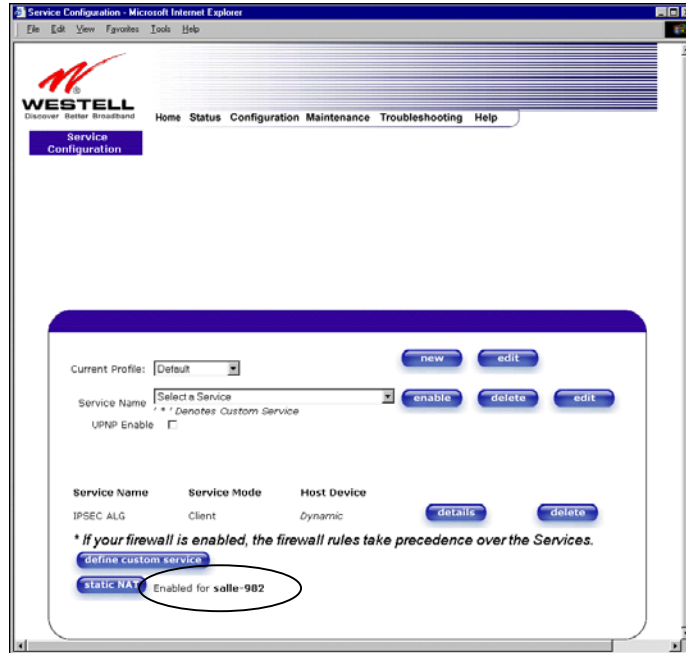 Service Configuration - Microsoft Internet Explorer
File Edit View Favorites Tools Help
WESTELL
Discover Better Broadband
Home Status Configuration Maintenance Troubleshooting Help
Service
Configuration
new edit
Current Profile: Default
Service Name Select a Service enable delete edit
' * ' Denotes Custom Service
UPNP Enable
Service Name Service Mode Host Device
IPSEC ALG Client Dynamic details delete
* If your firewall is enabled, the firewall rules take precedence over the Services.
define custom service
static NAT Enabled for salle-982